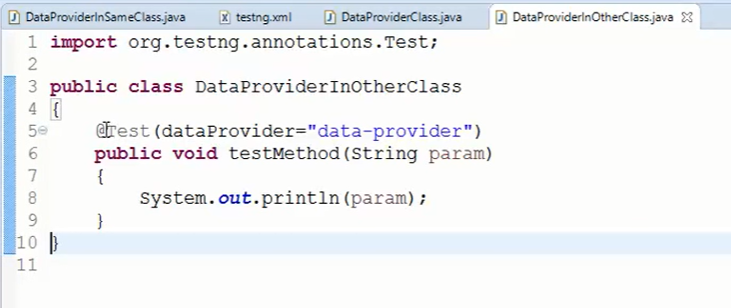 DataProviderInSameClass.java testng.xml DataProviderClass.java DataProviderInOtherClass.java
1 import org.testng.annotations.Test;
2
3 public class DataProviderInOtherClass
4 {
5 @Test(dataProvider="data-provider")
6 public void testMethod(String param)
7 {
8 System.out.println(param);
9 }
10 }
11